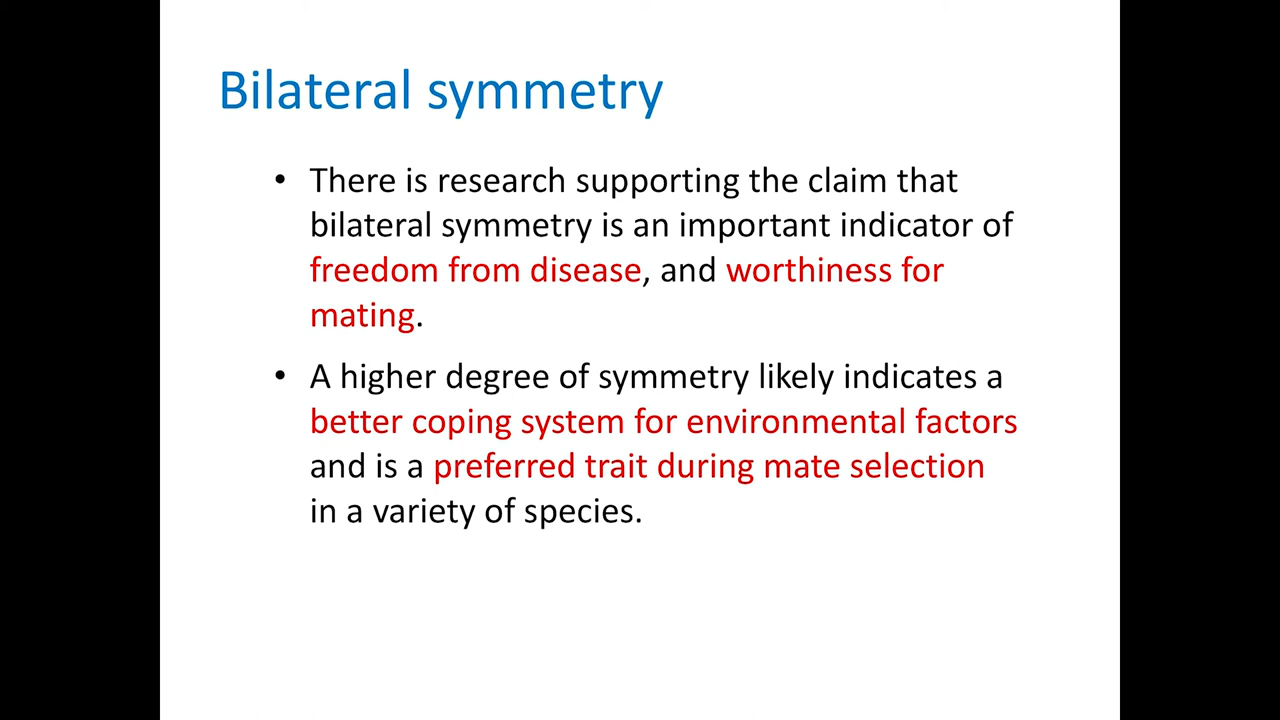 Bilateral symmetry
• There is research supporting the claim that
bilateral symmetry is an important indicator of
freedom from disease, and worthiness for
mating.
• A higher degree of symmetry likely indicates a
better coping system for environmental factors
and is a preferred trait during mate selection
in a variety of species.